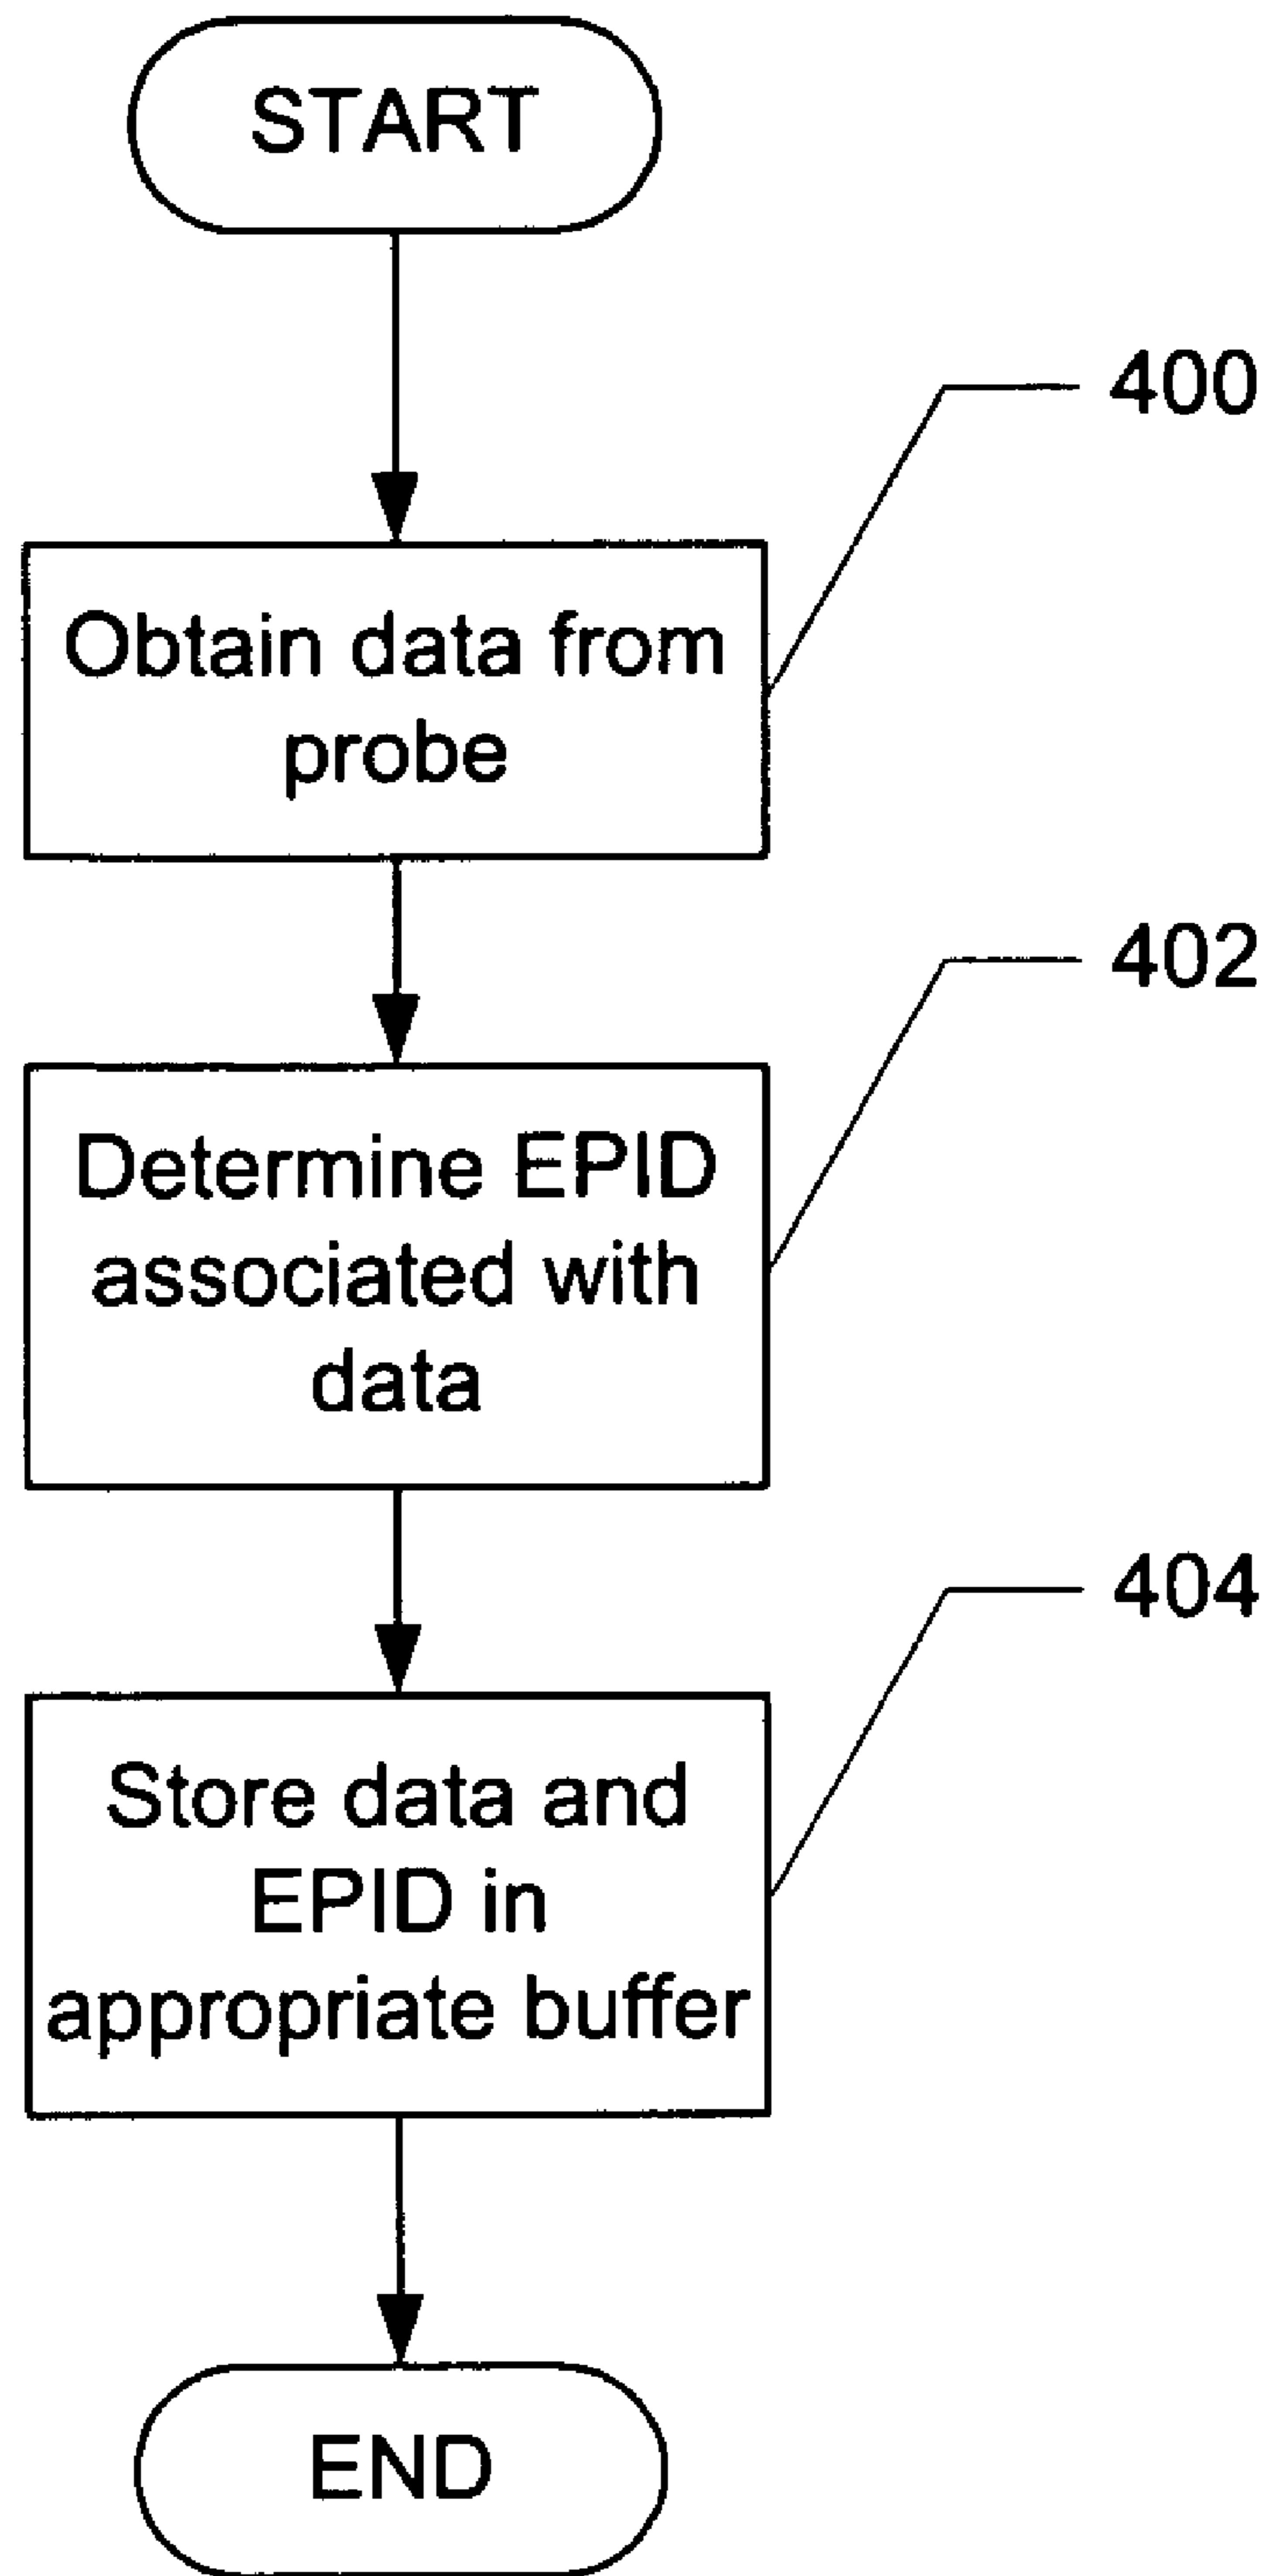 START
400
Obtain data from
probe
402
Determine EPID
associated with
data
404
Store data and
EPID in
appropriate buffer
END